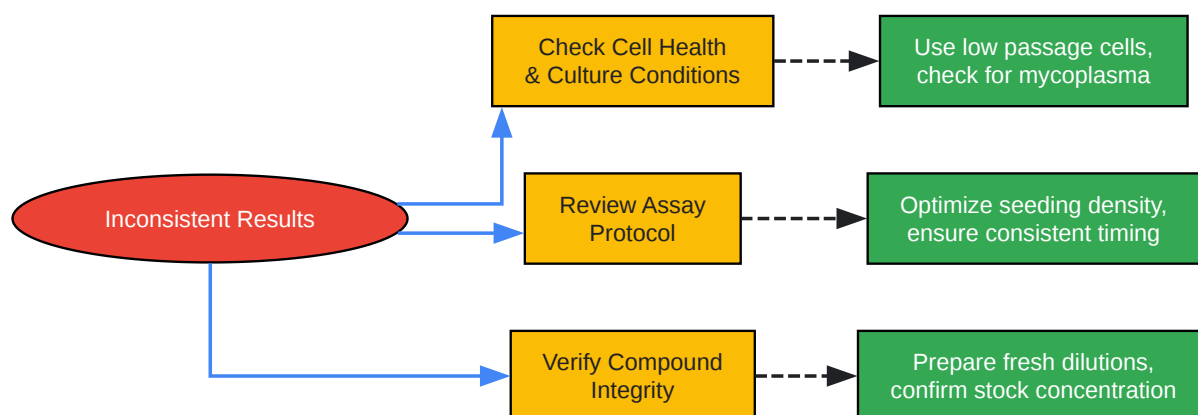 Check Cell Health
& Culture Conditions
Use low passage cells,
check for mycoplasma
Inconsistent Results
Review Assay
Protocol
Optimize seeding density,
ensure consistent timing
Verify Compound
Integrity
Prepare fresh dilutions,
confirm stock concentration